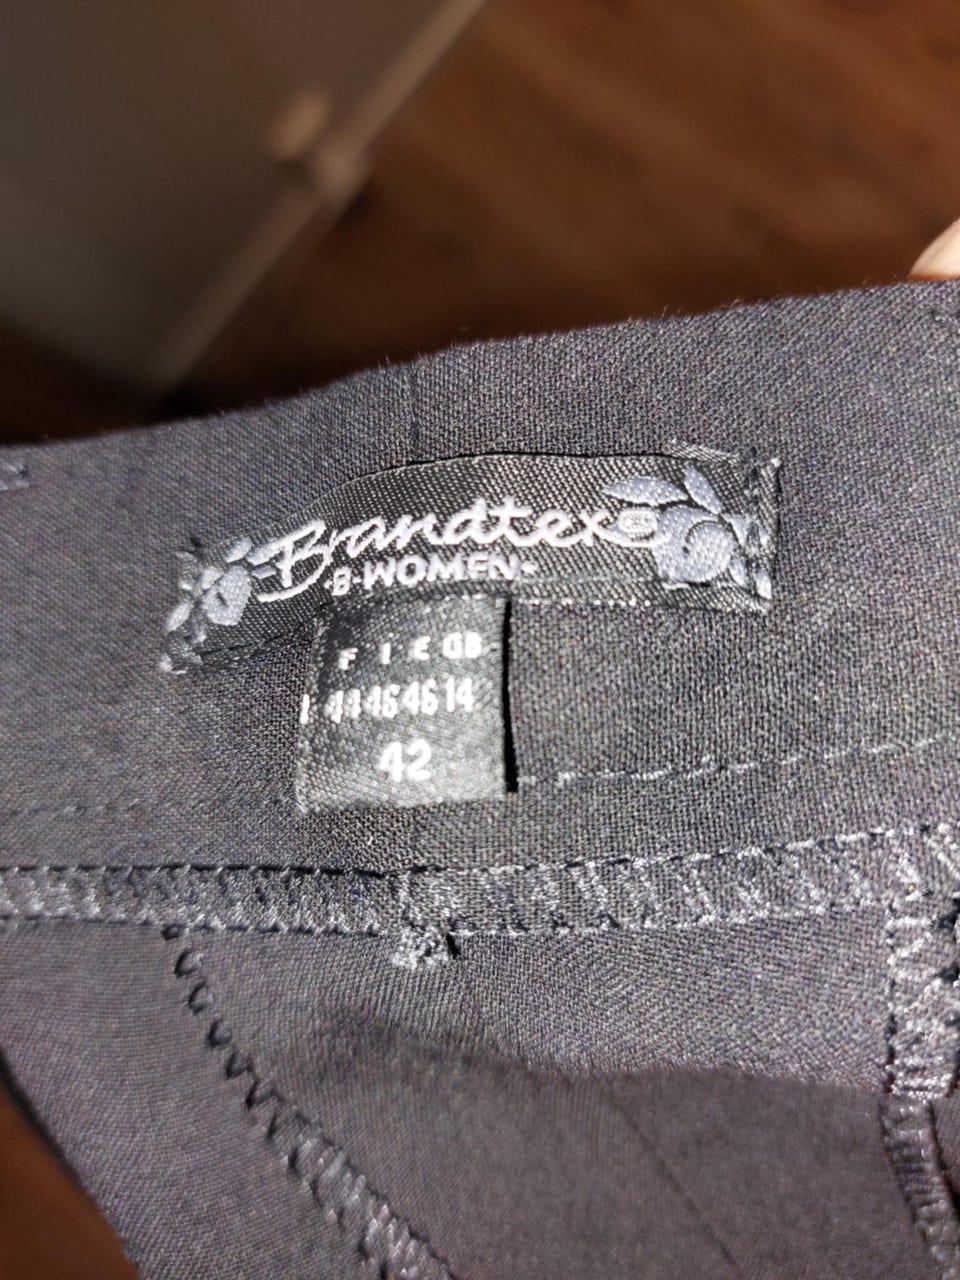 Brandtex®
·B·WOMEN·
F I E GB
44 46 46 14
42